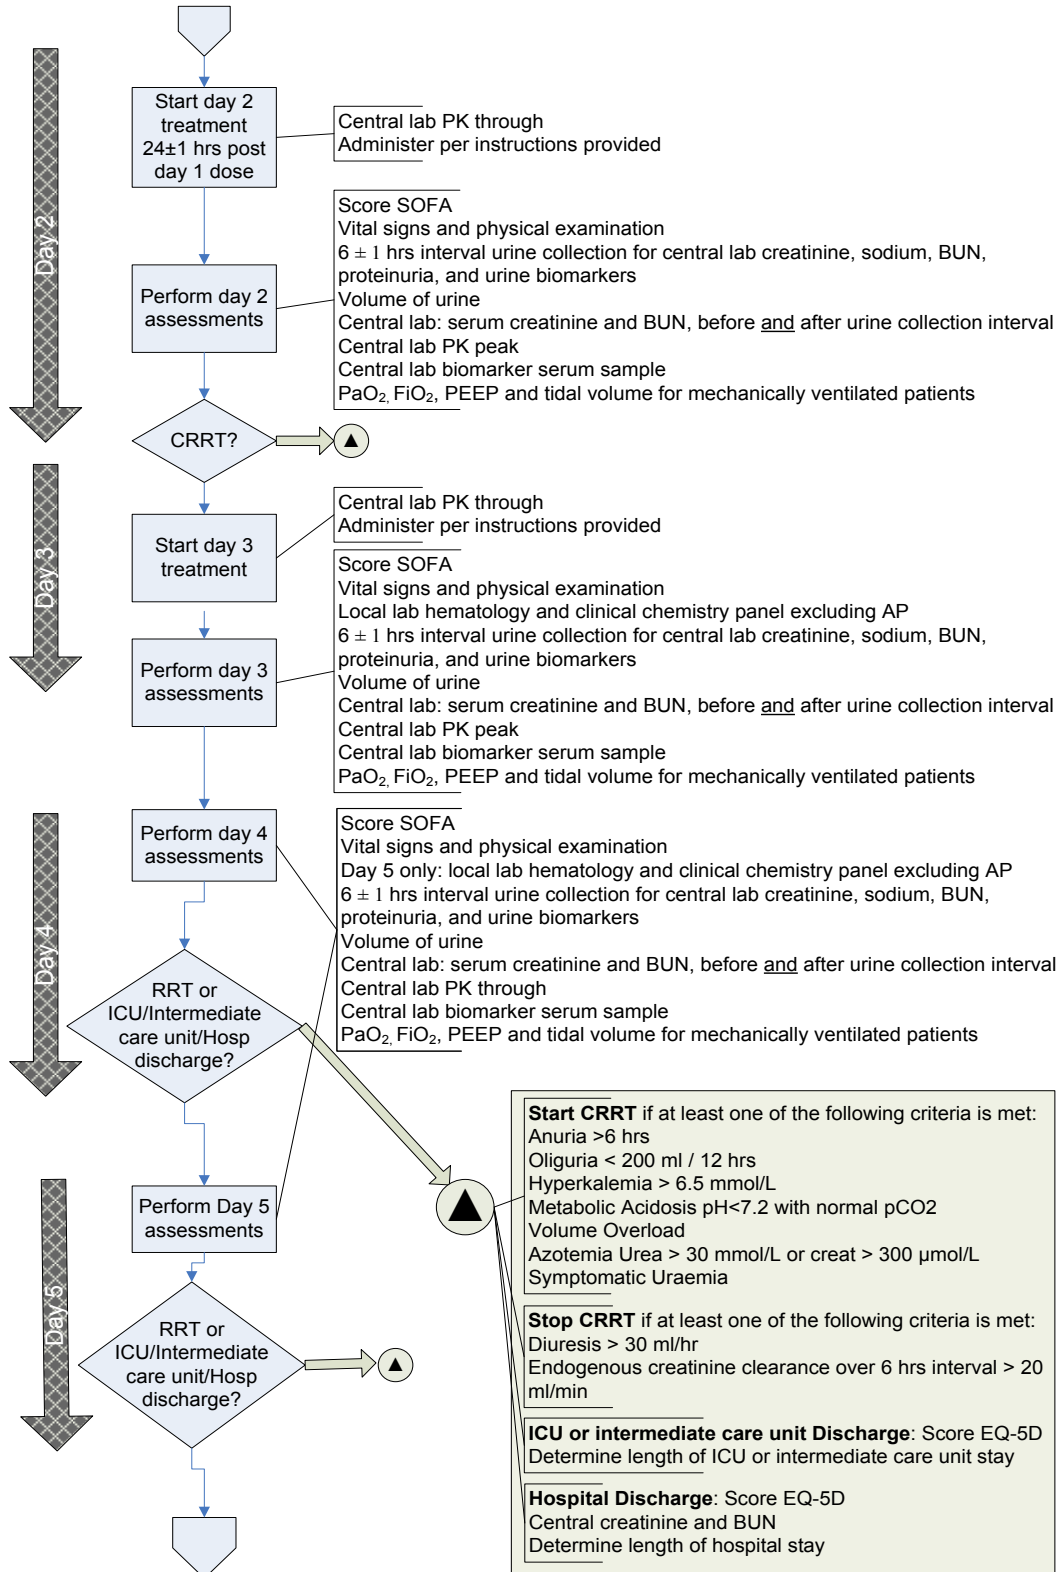 Start day 2
treatment
24±1 hrs post
day 1 dose
Central lab PK through
Administer per instructions provided
Day 2
Perform day 2
assessments
Score SOFA
Vital signs and physical examination
6 ± 1 hrs interval urine collection for central lab creatinine, sodium, BUN,
proteinuria, and urine biomarkers
Volume of urine
Central lab: serum creatinine and BUN, before and after urine collection interval
Central lab PK peak
Central lab biomarker serum sample
PaO2, FiO2, PEEP and tidal volume for mechanically ventilated patients
CRRT?
▲
Day 3
Start day 3
treatment
Central lab PK through
Administer per instructions provided
Perform day 3
assessments
Score SOFA
Vital signs and physical examination
Local lab hematology and clinical chemistry panel excluding AP
6 ± 1 hrs interval urine collection for central lab creatinine, sodium, BUN,
proteinuria, and urine biomarkers
Volume of urine
Central lab: serum creatinine and BUN, before and after urine collection interval
Central lab PK peak
Central lab biomarker serum sample
PaO2, FiO2, PEEP and tidal volume for mechanically ventilated patients
Day 4
Perform day 4
assessments
Score SOFA
Vital signs and physical examination
Day 5 only: local lab hematology and clinical chemistry panel excluding AP
6 ± 1 hrs interval urine collection for central lab creatinine, sodium, BUN,
proteinuria, and urine biomarkers
Volume of urine
Central lab: serum creatinine and BUN, before and after urine collection interval
Central lab PK through
Central lab biomarker serum sample
PaO2, FiO2, PEEP and tidal volume for mechanically ventilated patients
RRT or
ICU/Intermediate
care unit/Hosp
discharge?
▲
Start CRRT if at least one of the following criteria is met:
Anuria >6 hrs
Oliguria < 200 ml / 12 hrs
Hyperkalemia > 6.5 mmol/L
Metabolic Acidosis pH<7.2 with normal pCO2
Volume Overload
Azotemia Urea > 30 mmol/L or creat > 300 µmol/L
Symptomatic Uraemia
Stop CRRT if at least one of the following criteria is met:
Diuresis > 30 ml/hr
Endogenous creatinine clearance over 6 hrs interval > 20
ml/min
ICU or intermediate care unit Discharge: Score EQ-5D
Determine length of ICU or intermediate care unit stay
Hospital Discharge: Score EQ-5D
Central creatinine and BUN
Determine length of hospital stay
Day 5
Perform Day 5
assessments
RRT or
ICU/Intermediate
care unit/Hosp
discharge?
▲